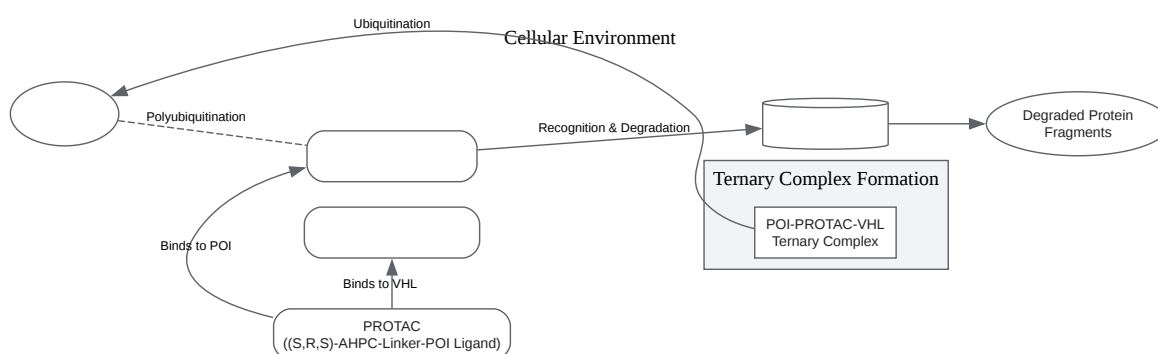 Ubiquitination
Cellular Environment
Polyubiquitination
Recognition & Degradation
Degraded Protein
Fragments
Ternary Complex Formation
POI-PROTAC-VHL
Ternary Complex
Binds to POI
Binds to VHL
PROTAC
((S,R,S)-AHPC-Linker-POI Ligand)